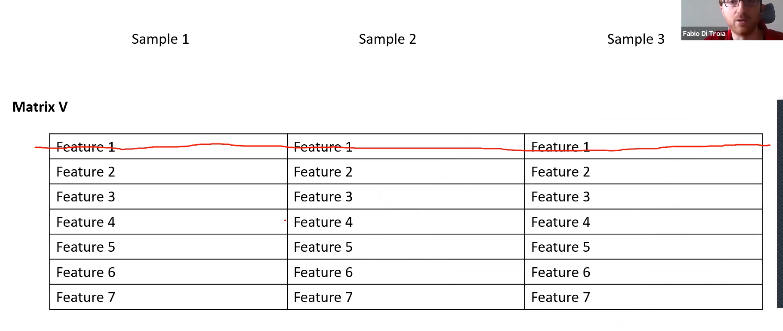 Fabio Di Troia
Sample 1 Sample 2 Sample 3
Matrix V
Feature 1 Feature 1 Feature 1
Feature 2 Feature 2 Feature 2
Feature 3 Feature 3 Feature 3
Feature 4 Feature 4 Feature 4
Feature 5 Feature 5 Feature 5
Feature 6 Feature 6 Feature 6
Feature 7 Feature 7 Feature 7